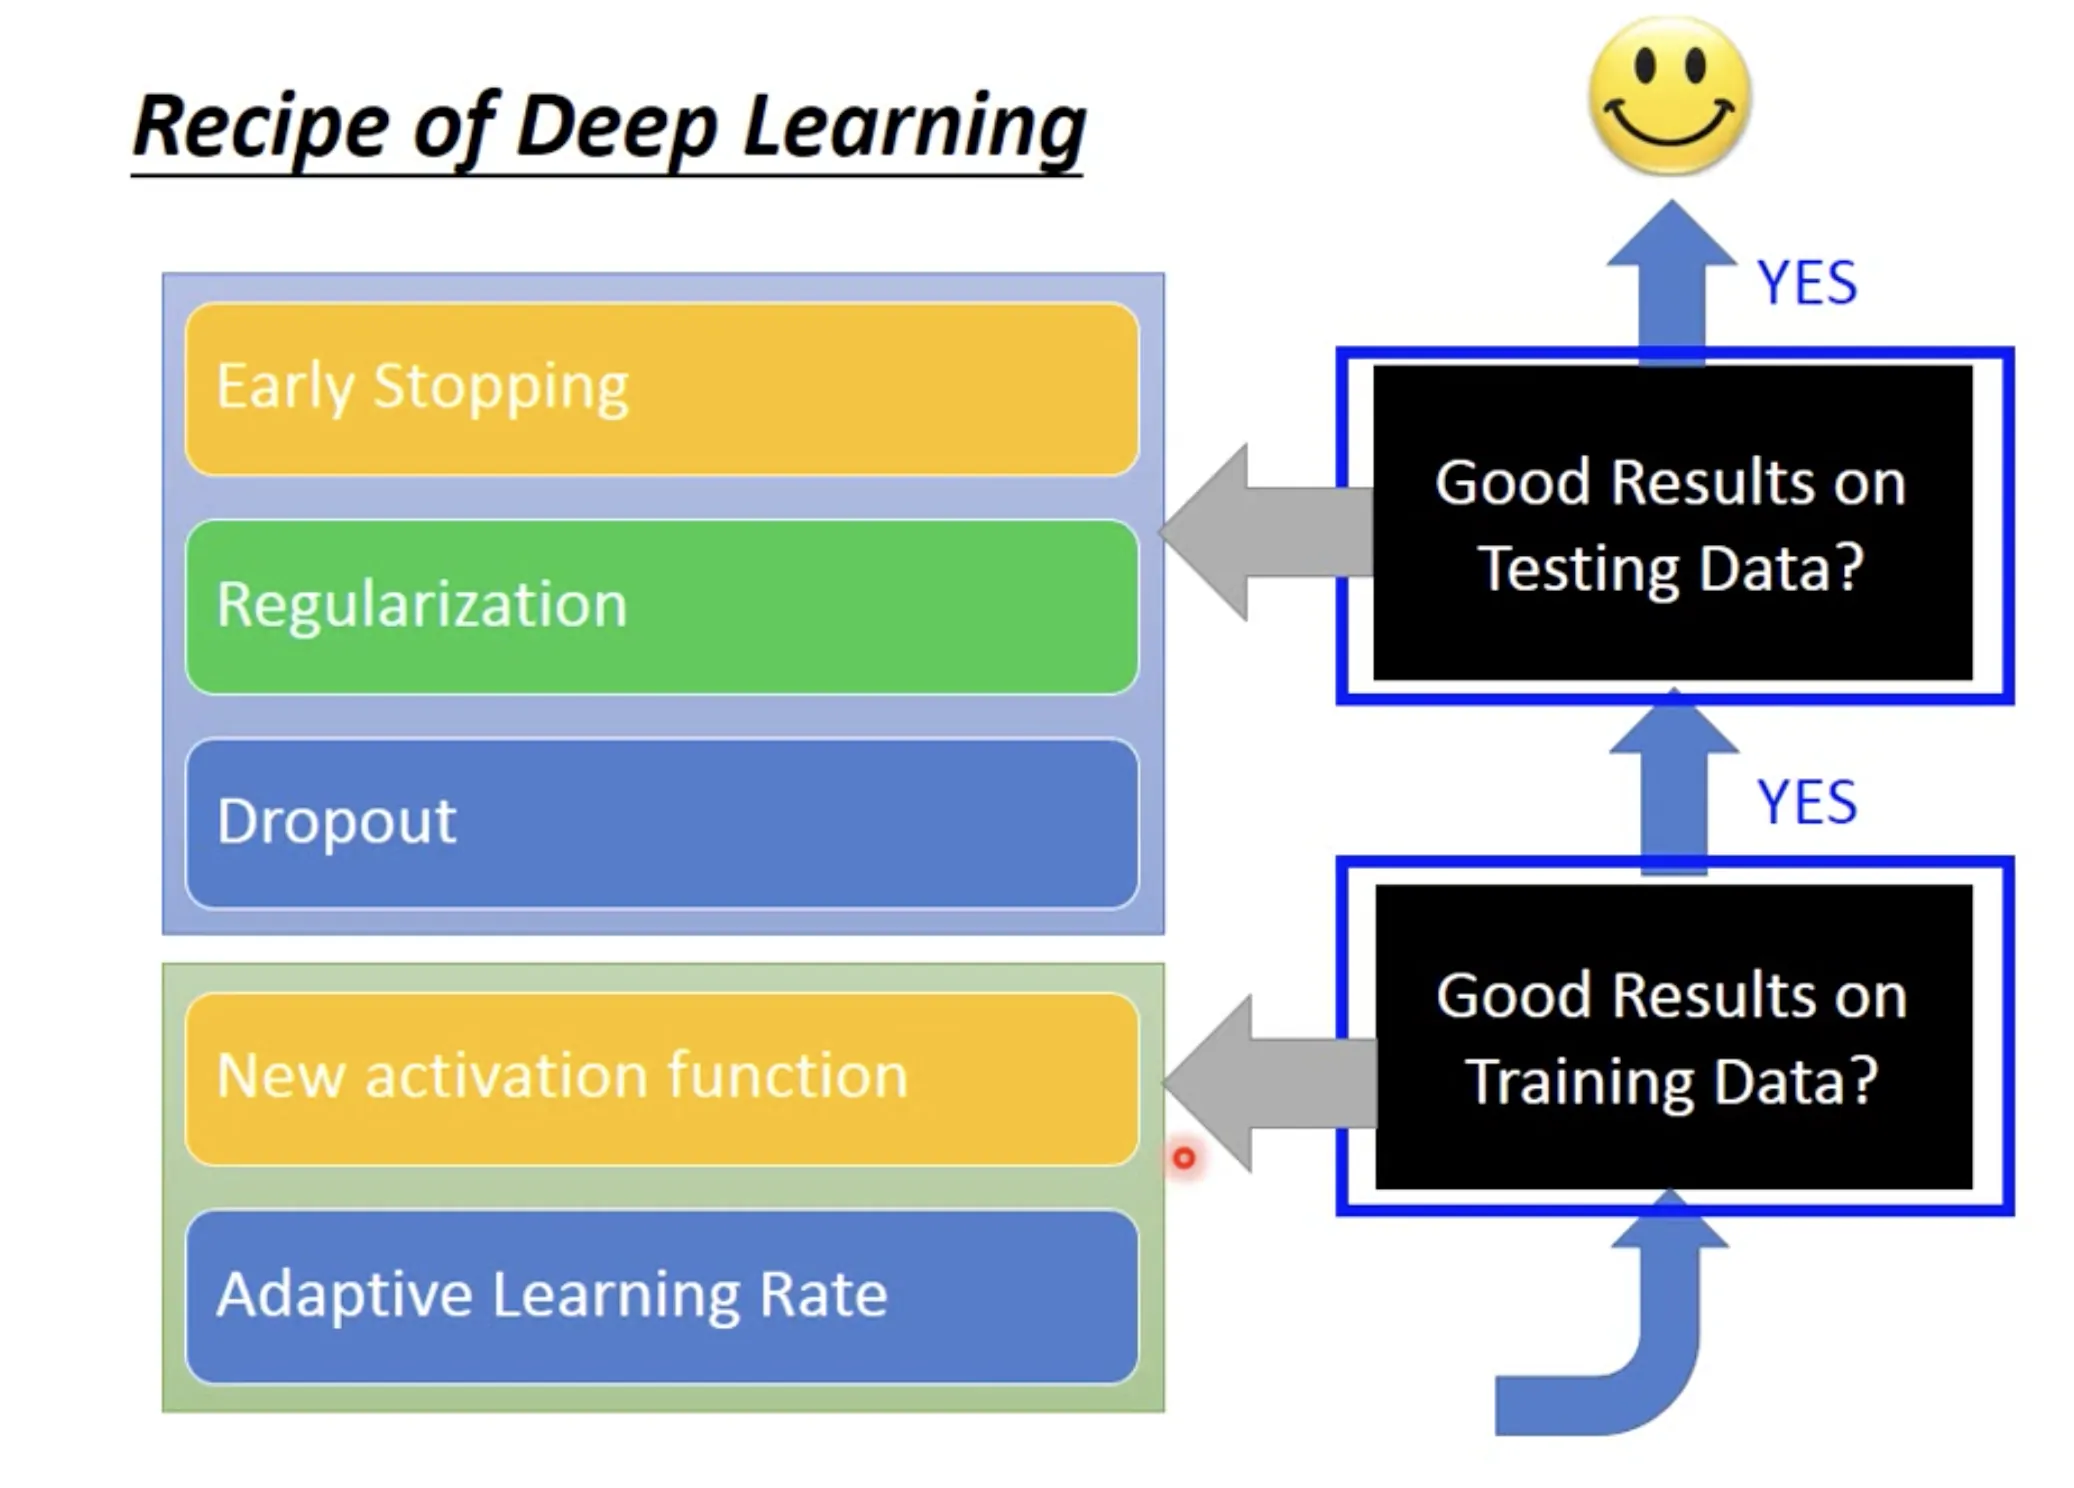 Recipe of Deep Learning
YES
Early Stopping
Good Results on
Testing Data?
Regularization
Dropout
YES
New activation function
Good Results on
Training Data?
Adaptive Learning Rate